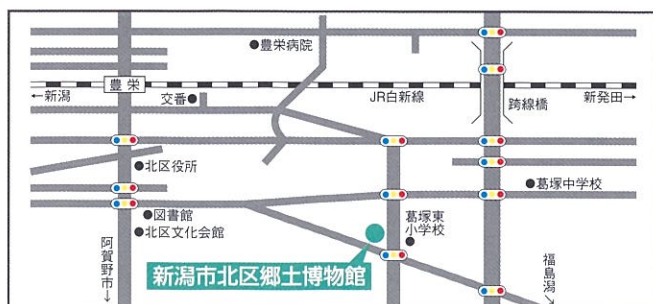 豊栄病院
豊栄
←新潟
交番
JR白新線
跨線橋
新発田→
北区役所
葛塚中学校
図書館
北区文化会館
葛塚東
小学校
阿賀野市↓
新潟市北区郷土博物館
福島潟↘